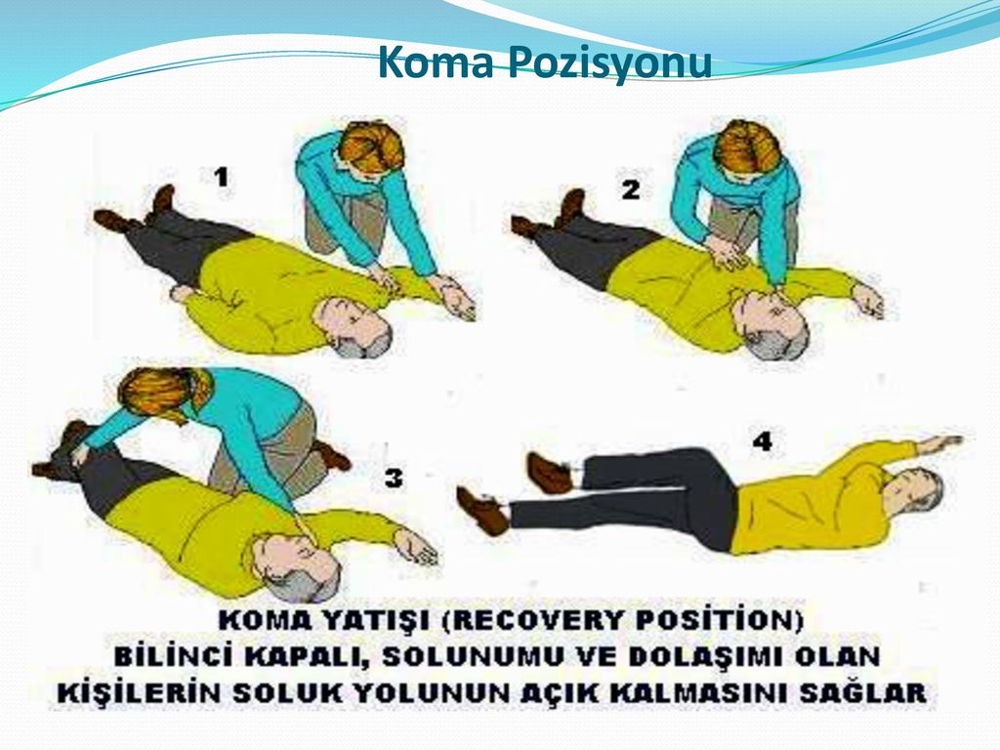 Koma Pozisyonu
1
2
3
4
KOMA YATIŞI (RECOVERY POSİTİON)
BİLİNCİ KAPALI, SOLUNUMU VE DOLAŞIMI OLAN
KİŞİLERİN SOLUK YOLUNUN AÇIK KALMASINI SAĞLAR